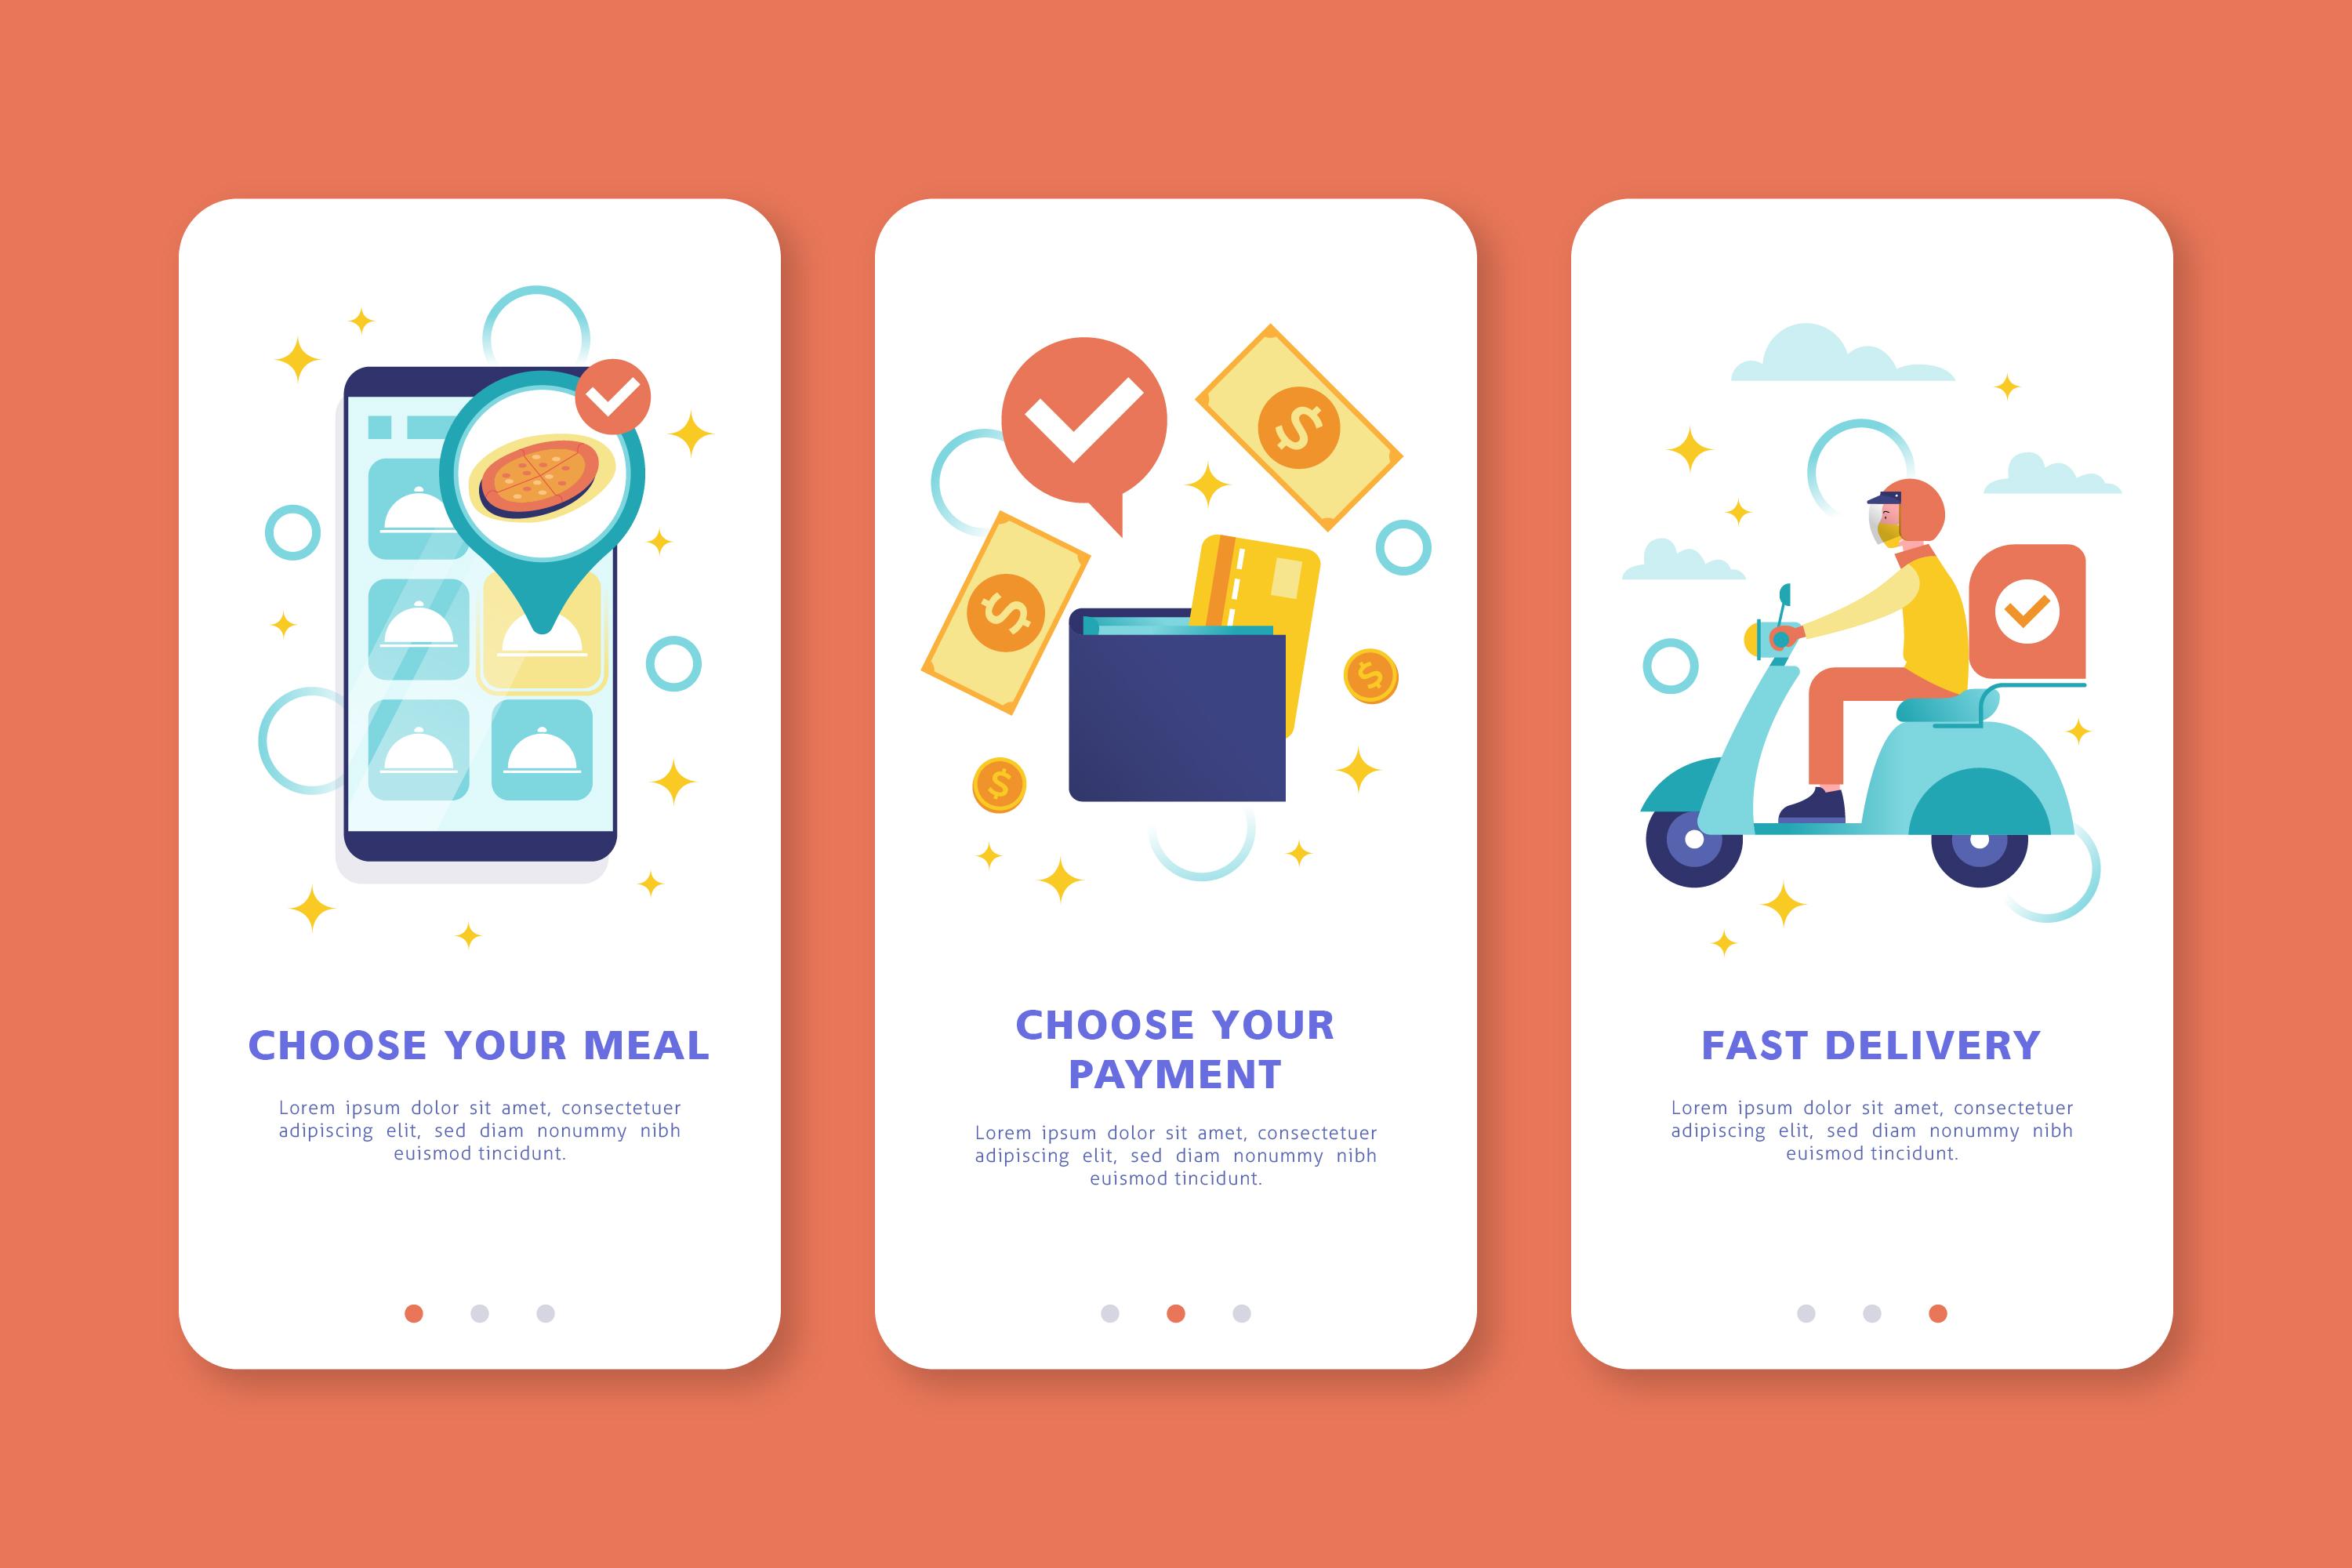 CHOOSE YOUR MEAL
Lorem ipsum dolor sit amet, consectetuer
adipiscing elit, sed diam nonummy nibh
euismod tincidunt.
$
$
$
$
CHOOSE YOUR
PAYMENT
Lorem ipsum dolor sit amet, consectetuer
adipiscing elit, sed diam nonummy nibh
euismod tincidunt.
FAST DELIVERY
Lorem ipsum dolor sit amet, consectetuer
adipiscing elit, sed diam nonummy nibh
euismod tincidunt.